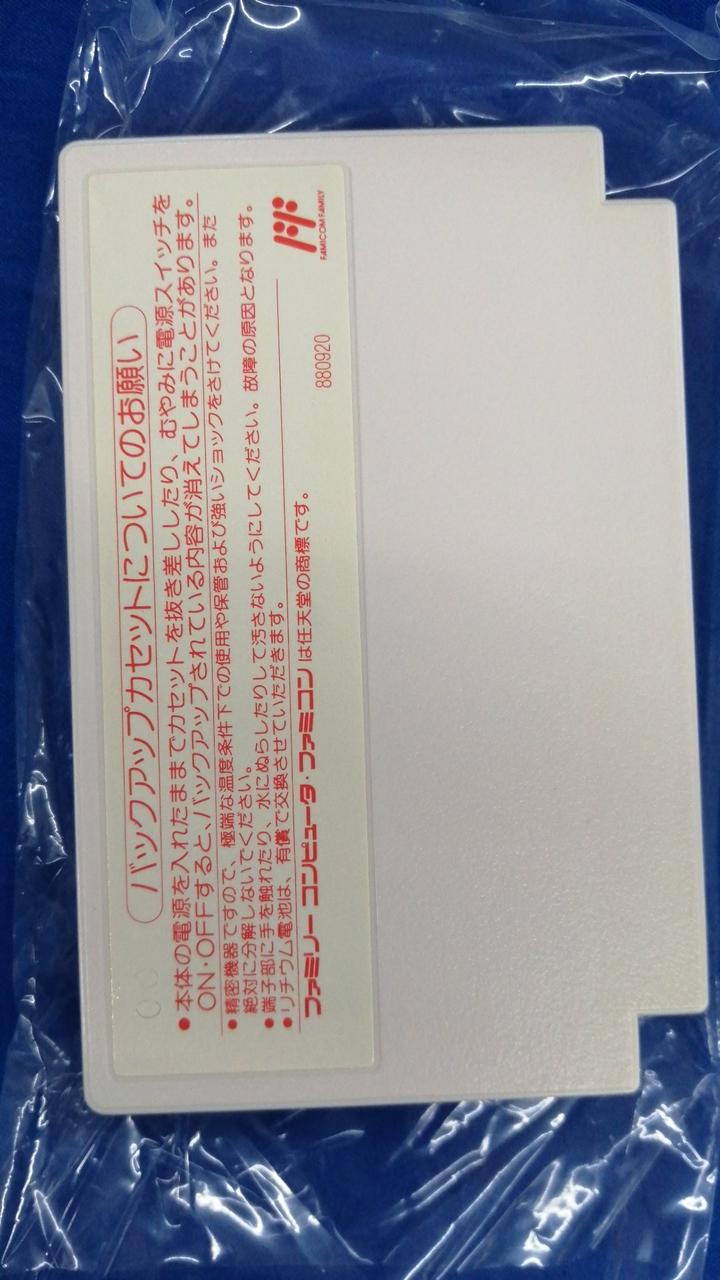 バックアップカセットについてのお願い
●本体の電源を入れたままでカセットを抜き差ししたり、むやみに電源スイッチを
ON・OFFすると、バックアップされている内容が消えてしまうことがあります。
●精密機器ですので、極端な温度条件下での使用や保管および強いショックをさけてください。また
絶対に分解しないでください。
●端子部に手を触れたり、水にぬらしたりして汚さないようにしてください。故障の原因となります。
●リチウム電池は、有償で交換させていただきます。
ファミリーコンピュータ・ファミコンは任天堂の商標です。
880920
FAMICOM FAMILY